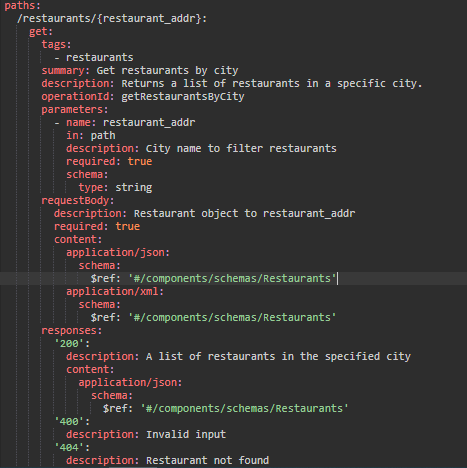 paths:
  /restaurants/{restaurant_addr}:
    get:
      tags:
        - restaurants
      summary: Get restaurants by city
      description: Returns a list of restaurants in a specific city.
      operationId: getRestaurantsByCity
      parameters:
        - name: restaurant_addr
          in: path
          description: City name to filter restaurants
          required: true
          schema:
            type: string
      requestBody:
        description: Restaurant object to restaurant_addr
        required: true
        content:
          application/json:
            schema:
              $ref: '#/components/schemas/Restaurants'
          application/xml:
            schema:
              $ref: '#/components/schemas/Restaurants'
      responses:
        '200':
          description: A list of restaurants in the specified city
          content:
            application/json:
              schema:
                $ref: '#/components/schemas/Restaurants'
        '400':
          description: Invalid input
        '404':
          description: Restaurant not found